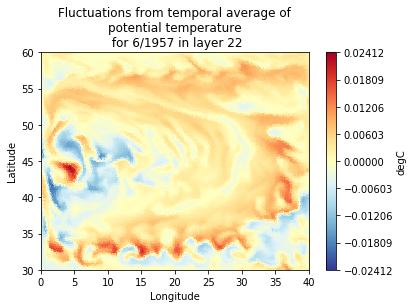 Fluctuations from temporal average of
potential temperature
for 6/1957 in layer 22
60
55
50
45
40
35
30
Latitude
0 5 10 15 20 25 30 35 40
Longitude
0.02412
0.01809
0.01206
0.00603
0.00000
−0.00603
−0.01206
−0.01809
−0.02412
degC